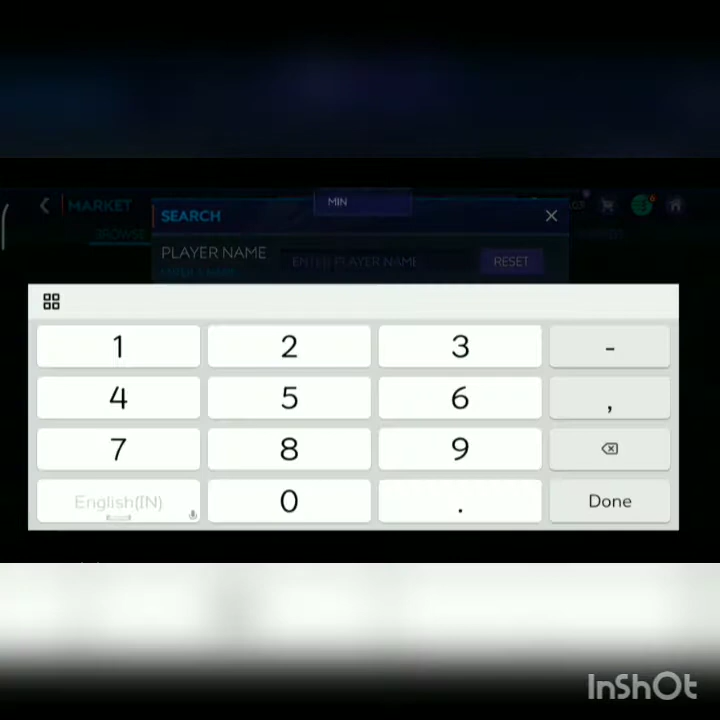 MIN
MARKET
SEARCH
BROWSE
PLAYER NAME
ENTER PLAYER NAME
RESET
1 2 3 -
4 5 6 ,
7 8 9
English(IN) 0 . Done
InShOt